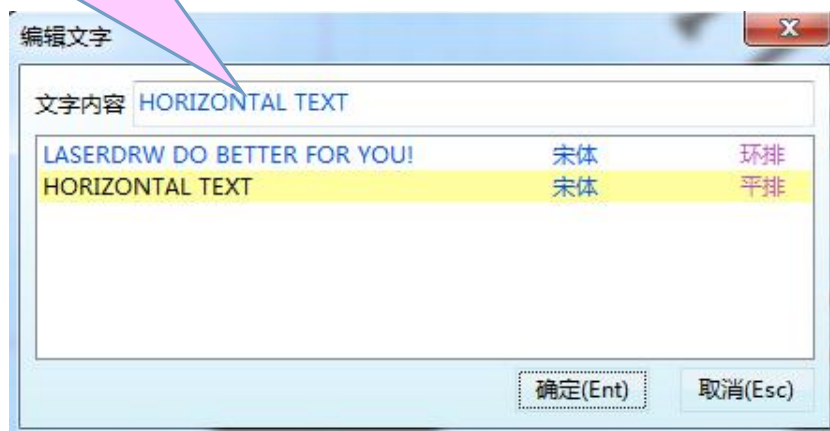 编辑文字
文字内容 HORIZONTAL TEXT
LASERDRW DO BETTER FOR YOU! 宋体 环排
HORIZONTAL TEXT 宋体 平排
确定(Ent) 取消(Esc)